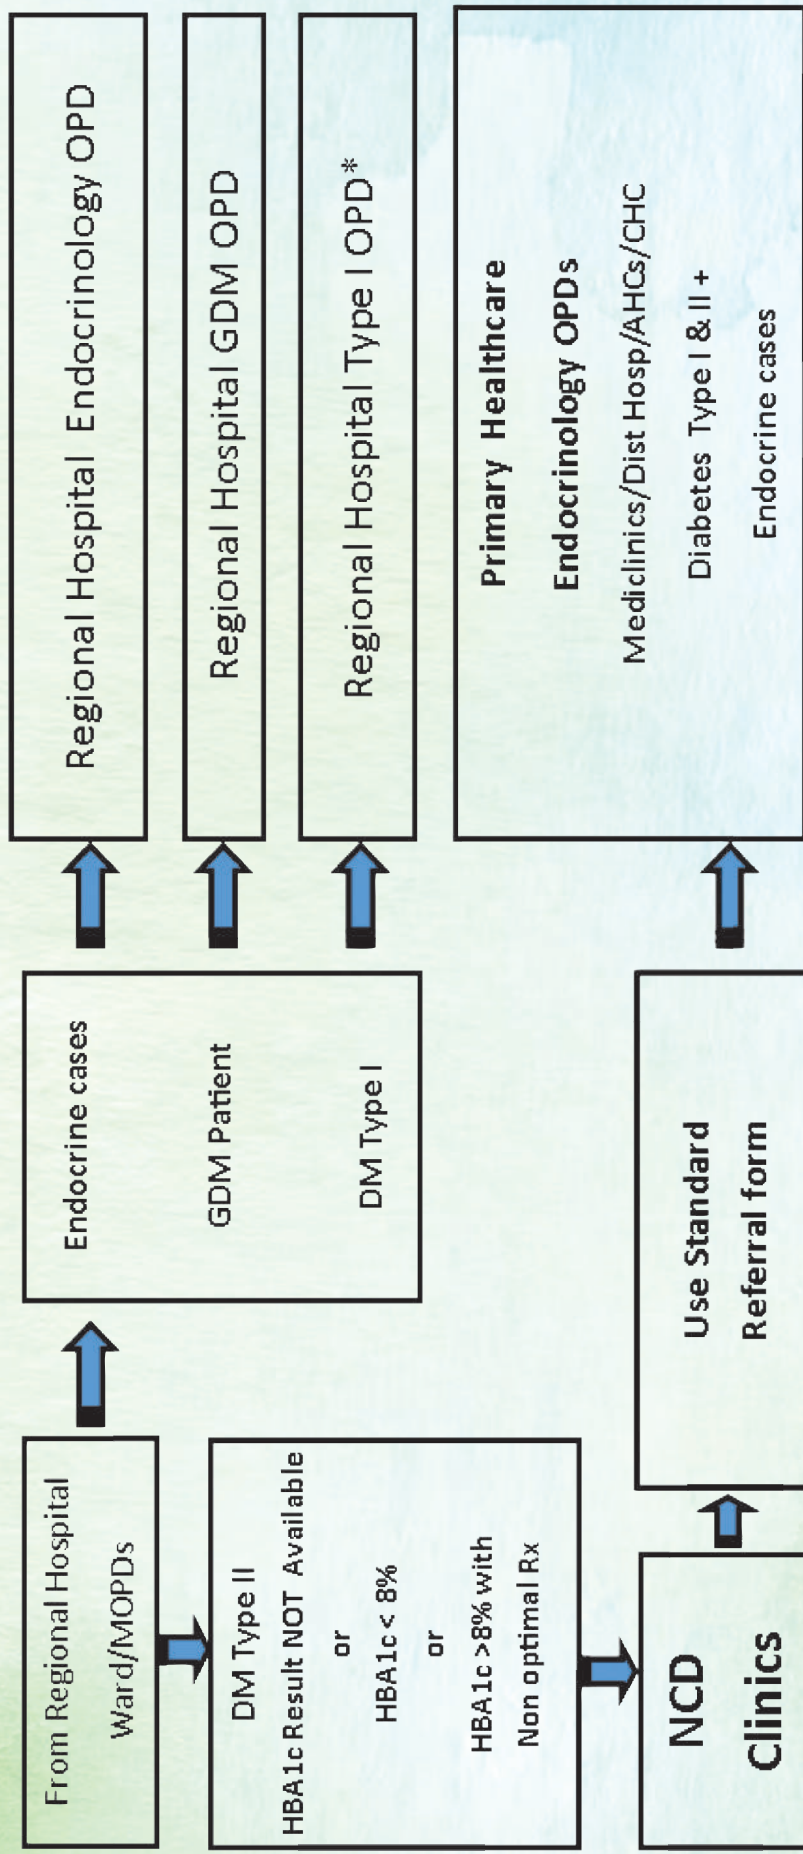 From Regional Hospital
Ward/MOPDs
Endocrine cases
GDM Patient
DM Type I
Regional Hospital Endocrinology OPD
Regional Hospital GDM OPD
Regional Hospital Type I OPD*
DM Type II
HBA1c Result NOT Available
or
HBA1c < 8%
or
HBA1c >8% with
Non optimal Rx
NCD
Clinics
Use Standard
Referral form
Primary Healthcare
Endocrinology OPDs
Mediclinics/Dist Hosp/AHCs/CHC
Diabetes Type I & II +
Endocrine cases